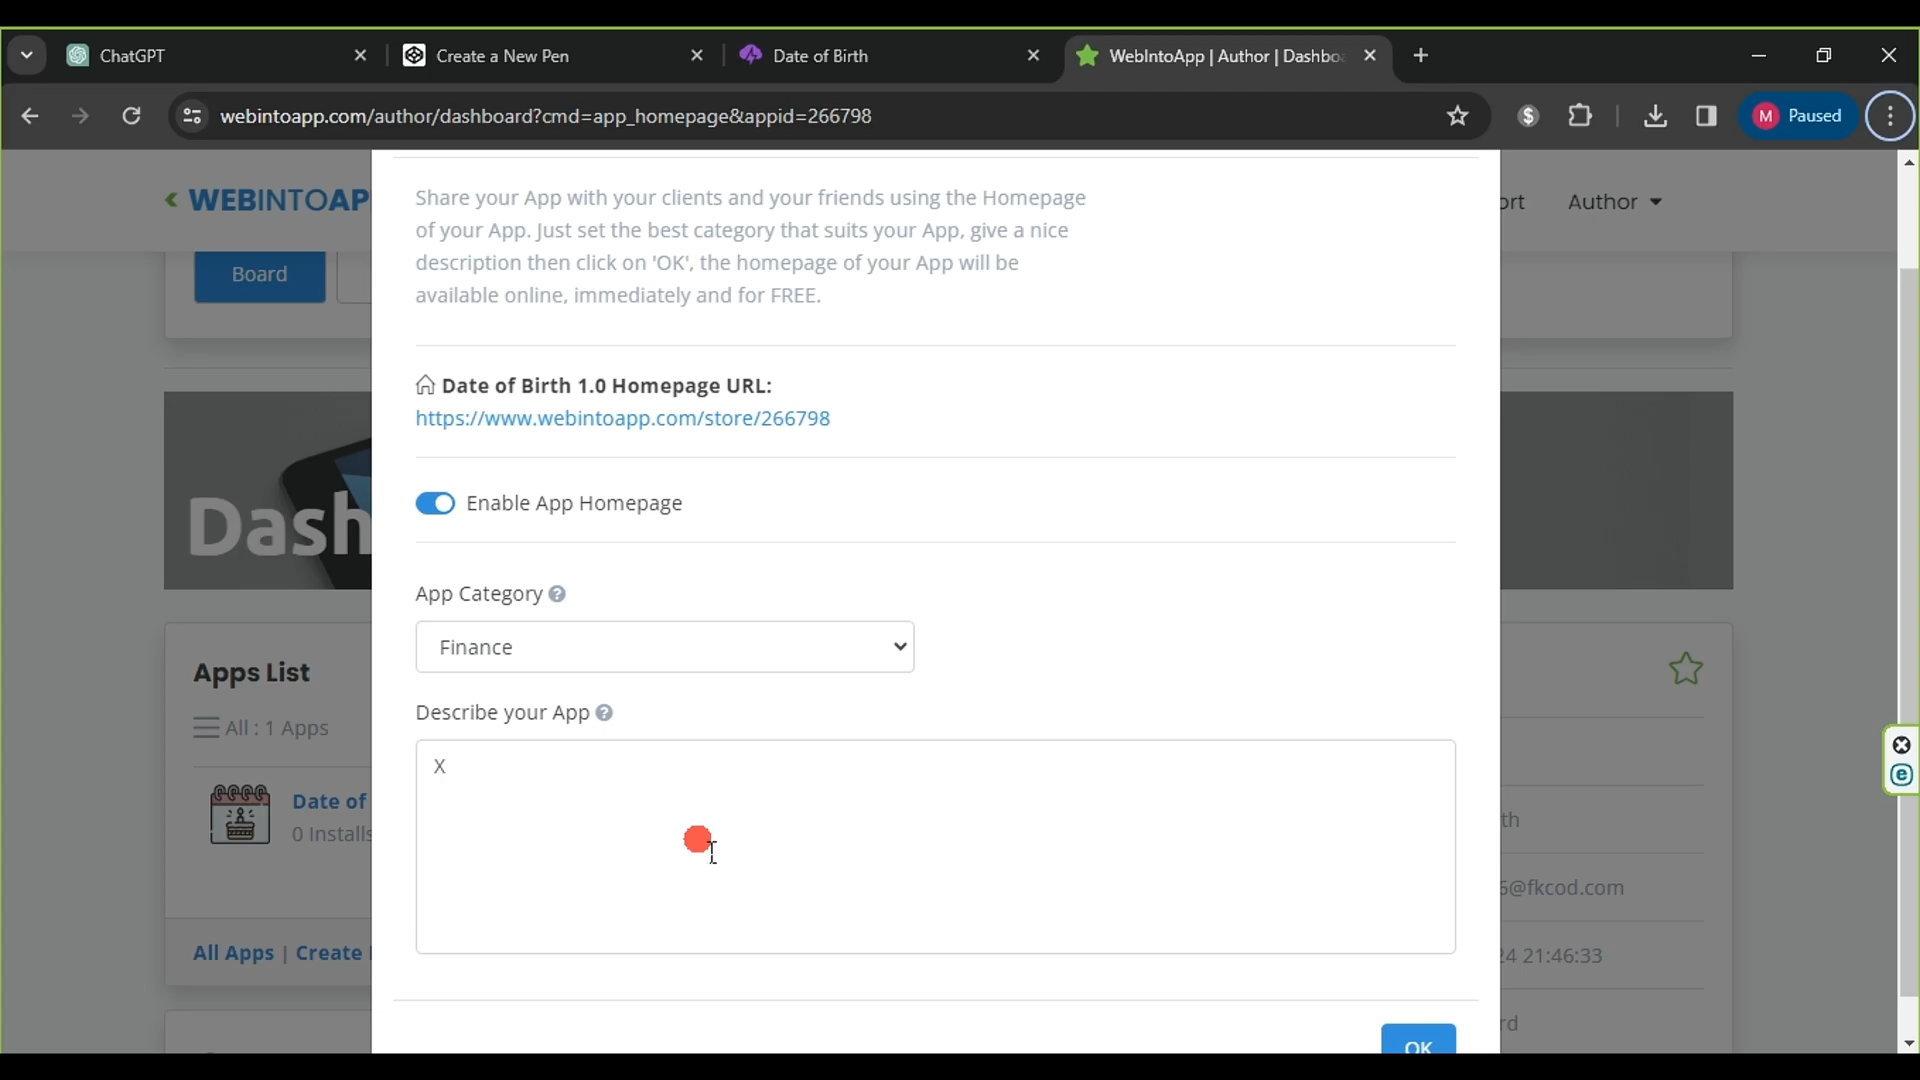 ChatGPT
Create a New Pen
Date of Birth
WebIntoApp | Author | Dashboa
webintoapp.com/author/dashboard?cmd=app_homepage&appid=266798
$
M Paused
WEBINTOAP
ort
Author
Share your App with your clients and your friends using the Homepage
of your App. Just set the best category that suits your App, give a nice
description then click on 'OK', the homepage of your App will be
available online, immediately and for FREE.
Board
Date of Birth 1.0 Homepage URL:
https://www.webintoapp.com/store/266798
Dash
Enable App Homepage
App Category ?
Finance
Apps List
Describe your App ?
All : 1 Apps
X
Date of
0 Installs
th
6@fkcod.com
All Apps | Create
24 21:46:33
rd
OK